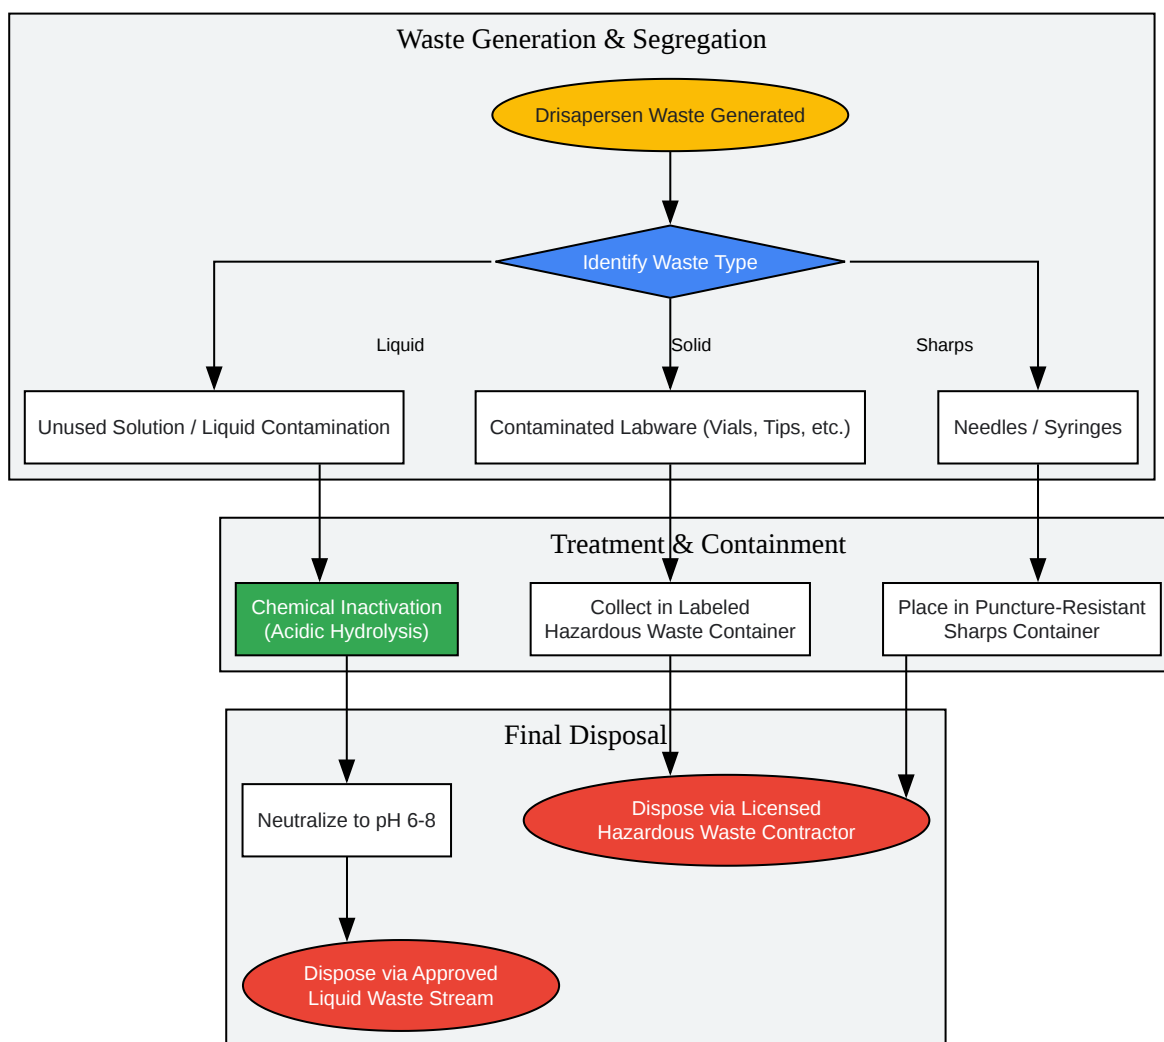 Waste Generation & Segregation
Drisapersen Waste Generated
Identify Waste Type
Liquid
Solid
Sharps
Unused Solution / Liquid Contamination
Contaminated Labware (Vials, Tips, etc.)
Needles / Syringes
Treatment & Containment
Chemical Inactivation
(Acidic Hydrolysis)
Collect in Labeled
Hazardous Waste Container
Place in Puncture-Resistant
Sharps Container
Final Disposal
Neutralize to pH 6-8
Dispose via Licensed
Hazardous Waste Contractor
Dispose via Approved
Liquid Waste Stream